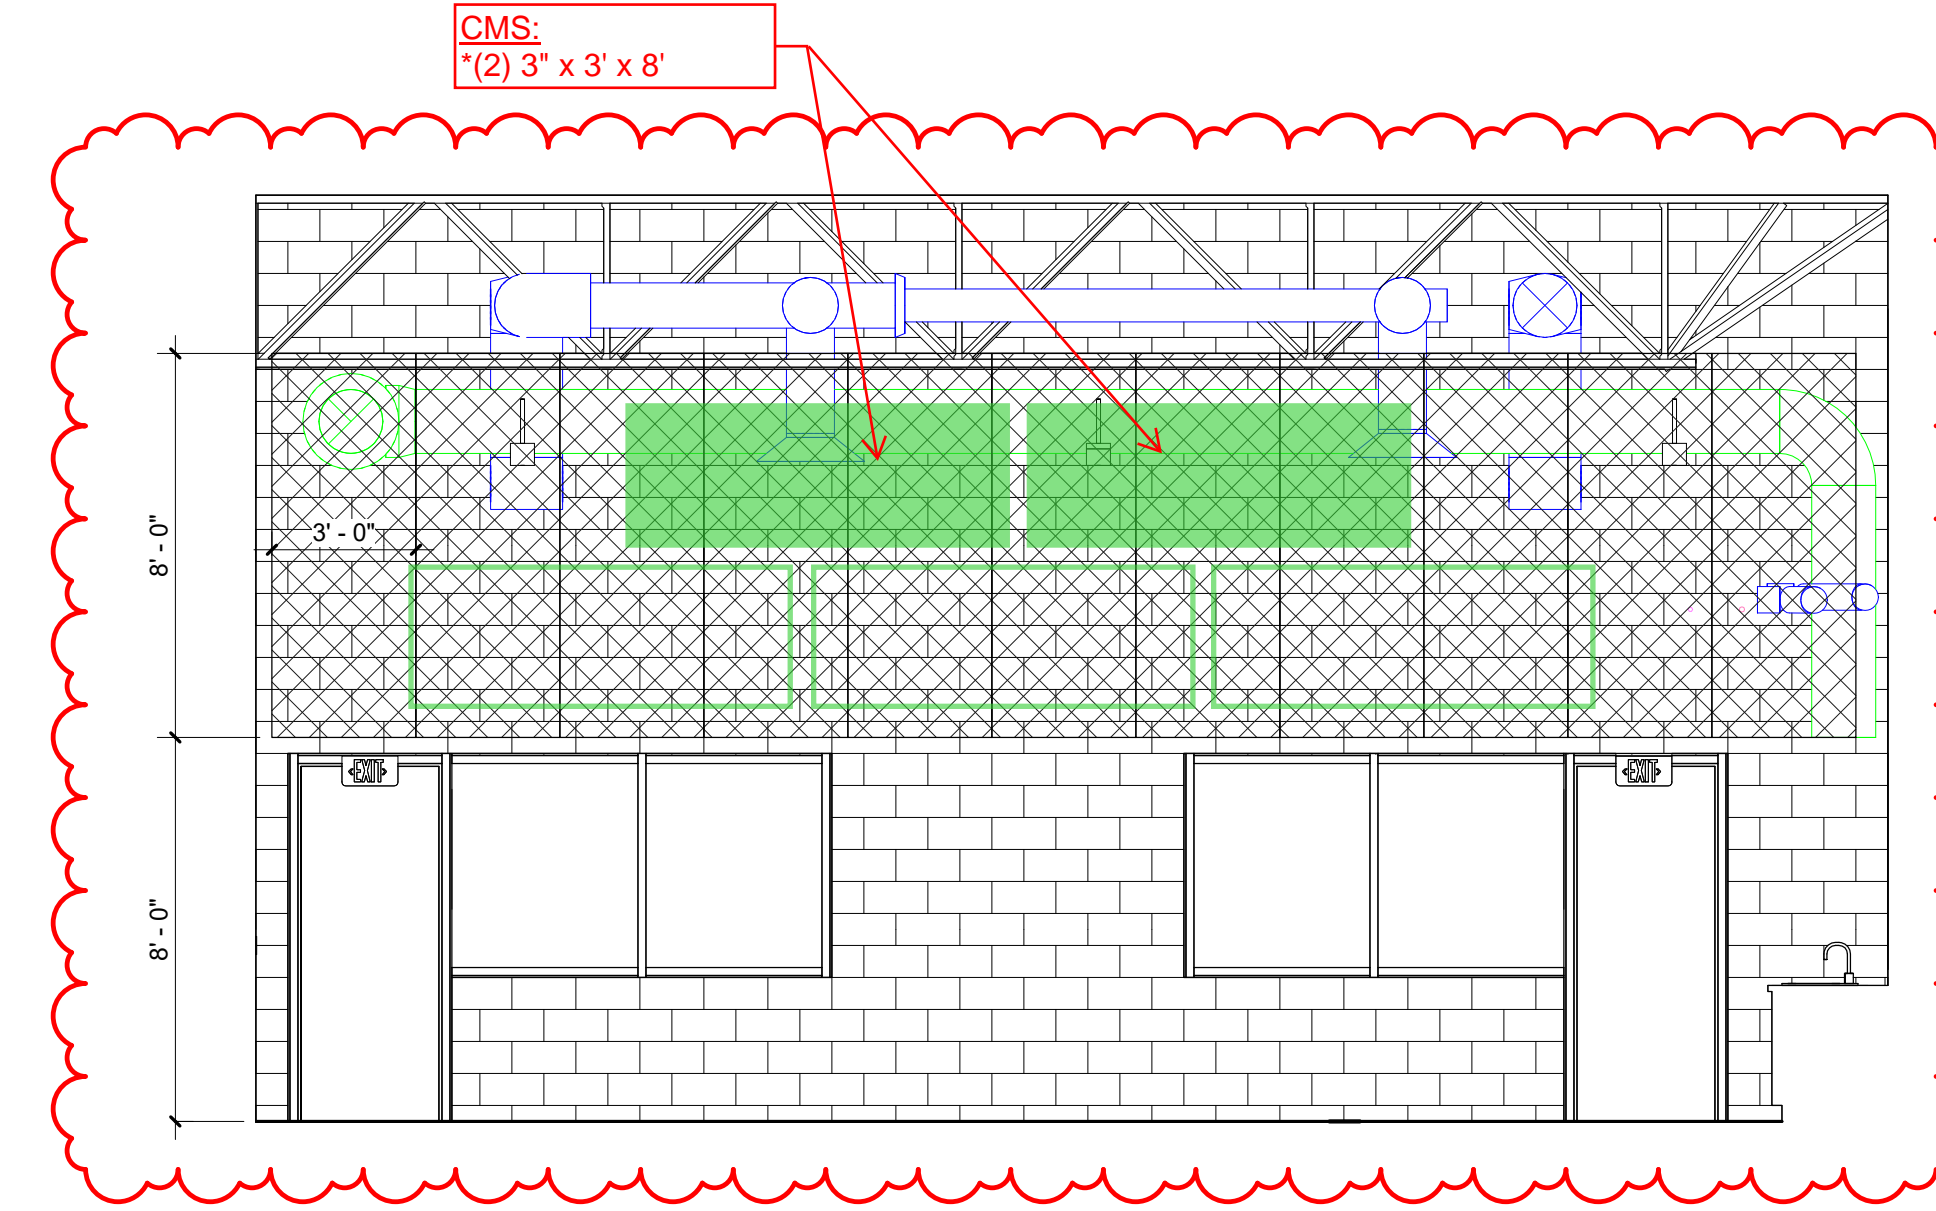 CMS:
*(2) 3" x 3' x 8'
8' - 0"
3' - 0"
8' - 0"
EXIT
EXIT